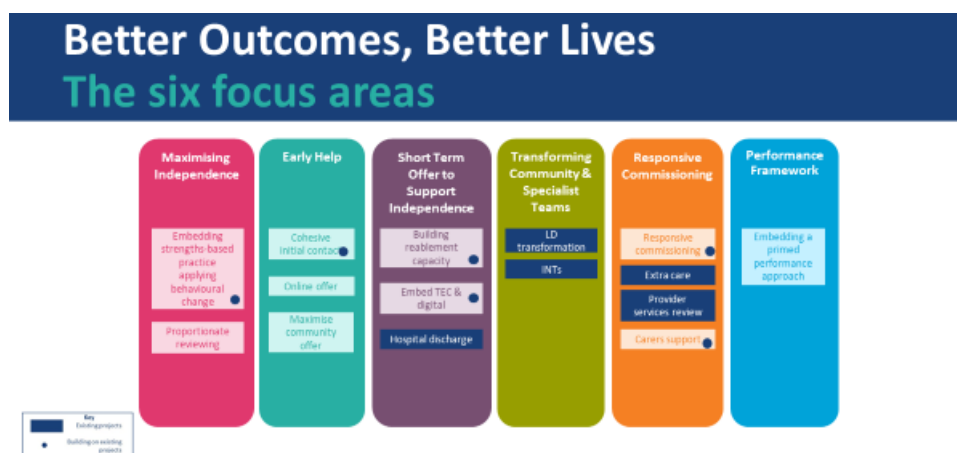 Better Outcomes, Better Lives
The six focus areas
Maximising
Independence
Embedding
strengths-based
practice
applying
behavioural
change
Proportionate
reviewing
Early Help
Cohesive
initial contact
Online offer
Maximise
community
offer
Short Term
Offer to
Support
Independence
Building
reablement
capacity
Embed TEC &
digital
Hospital discharge
Transforming
Community &
Specialist
Teams
LD
transformation
INTs
Responsive
Commissioning
Responsive
commissioning
Extra care
Provider
services review
Carers support
Performance
Framework
Embedding a
primed
performance
approach
Key
Existing projects
Building on existing
projects